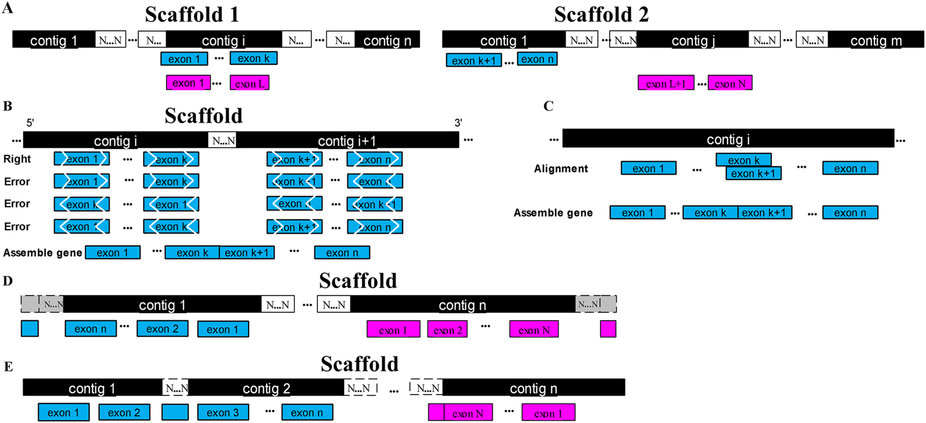 A
Scaffold 1
Scaffold 2
contig 1 N...N ... N... contig i N... ... N... contig n
contig 1 N...N ... N...N contig j N...N ... N...N contig m
exon 1 ... exon k
exon k+1 ... exon n
exon 1 ... exon L
exon L+1 ... exon N
B
Scaffold
C
5'
3'
... contig i N...N contig i+1 ...
contig i ...
Right exon 1 ... exon k exon k+1 ... exon n
Error exon 1 ... exon k exon k+1 ... exon n
Error exon k ... exon 1 exon n ... exon k+1
Error exon k ... exon 1 exon k+1 ... exon n
Assemble gene exon 1 ... exon k exon k+1 ... exon n
Alignment exon 1 ... exon k exon k+1 ... exon n
Assemble gene exon 1 ... exon k exon k+1 ... exon n
D
Scaffold
N...N contig 1 N...N ... N...N contig n N...N
exon n ... exon 2 exon 1 exon 1 exon 2 ... exon N
E
Scaffold
contig 1 N...N contig 2 N...N ... N...N contig n
exon 1 exon 2 exon 3 ... exon n exon N ... exon 1